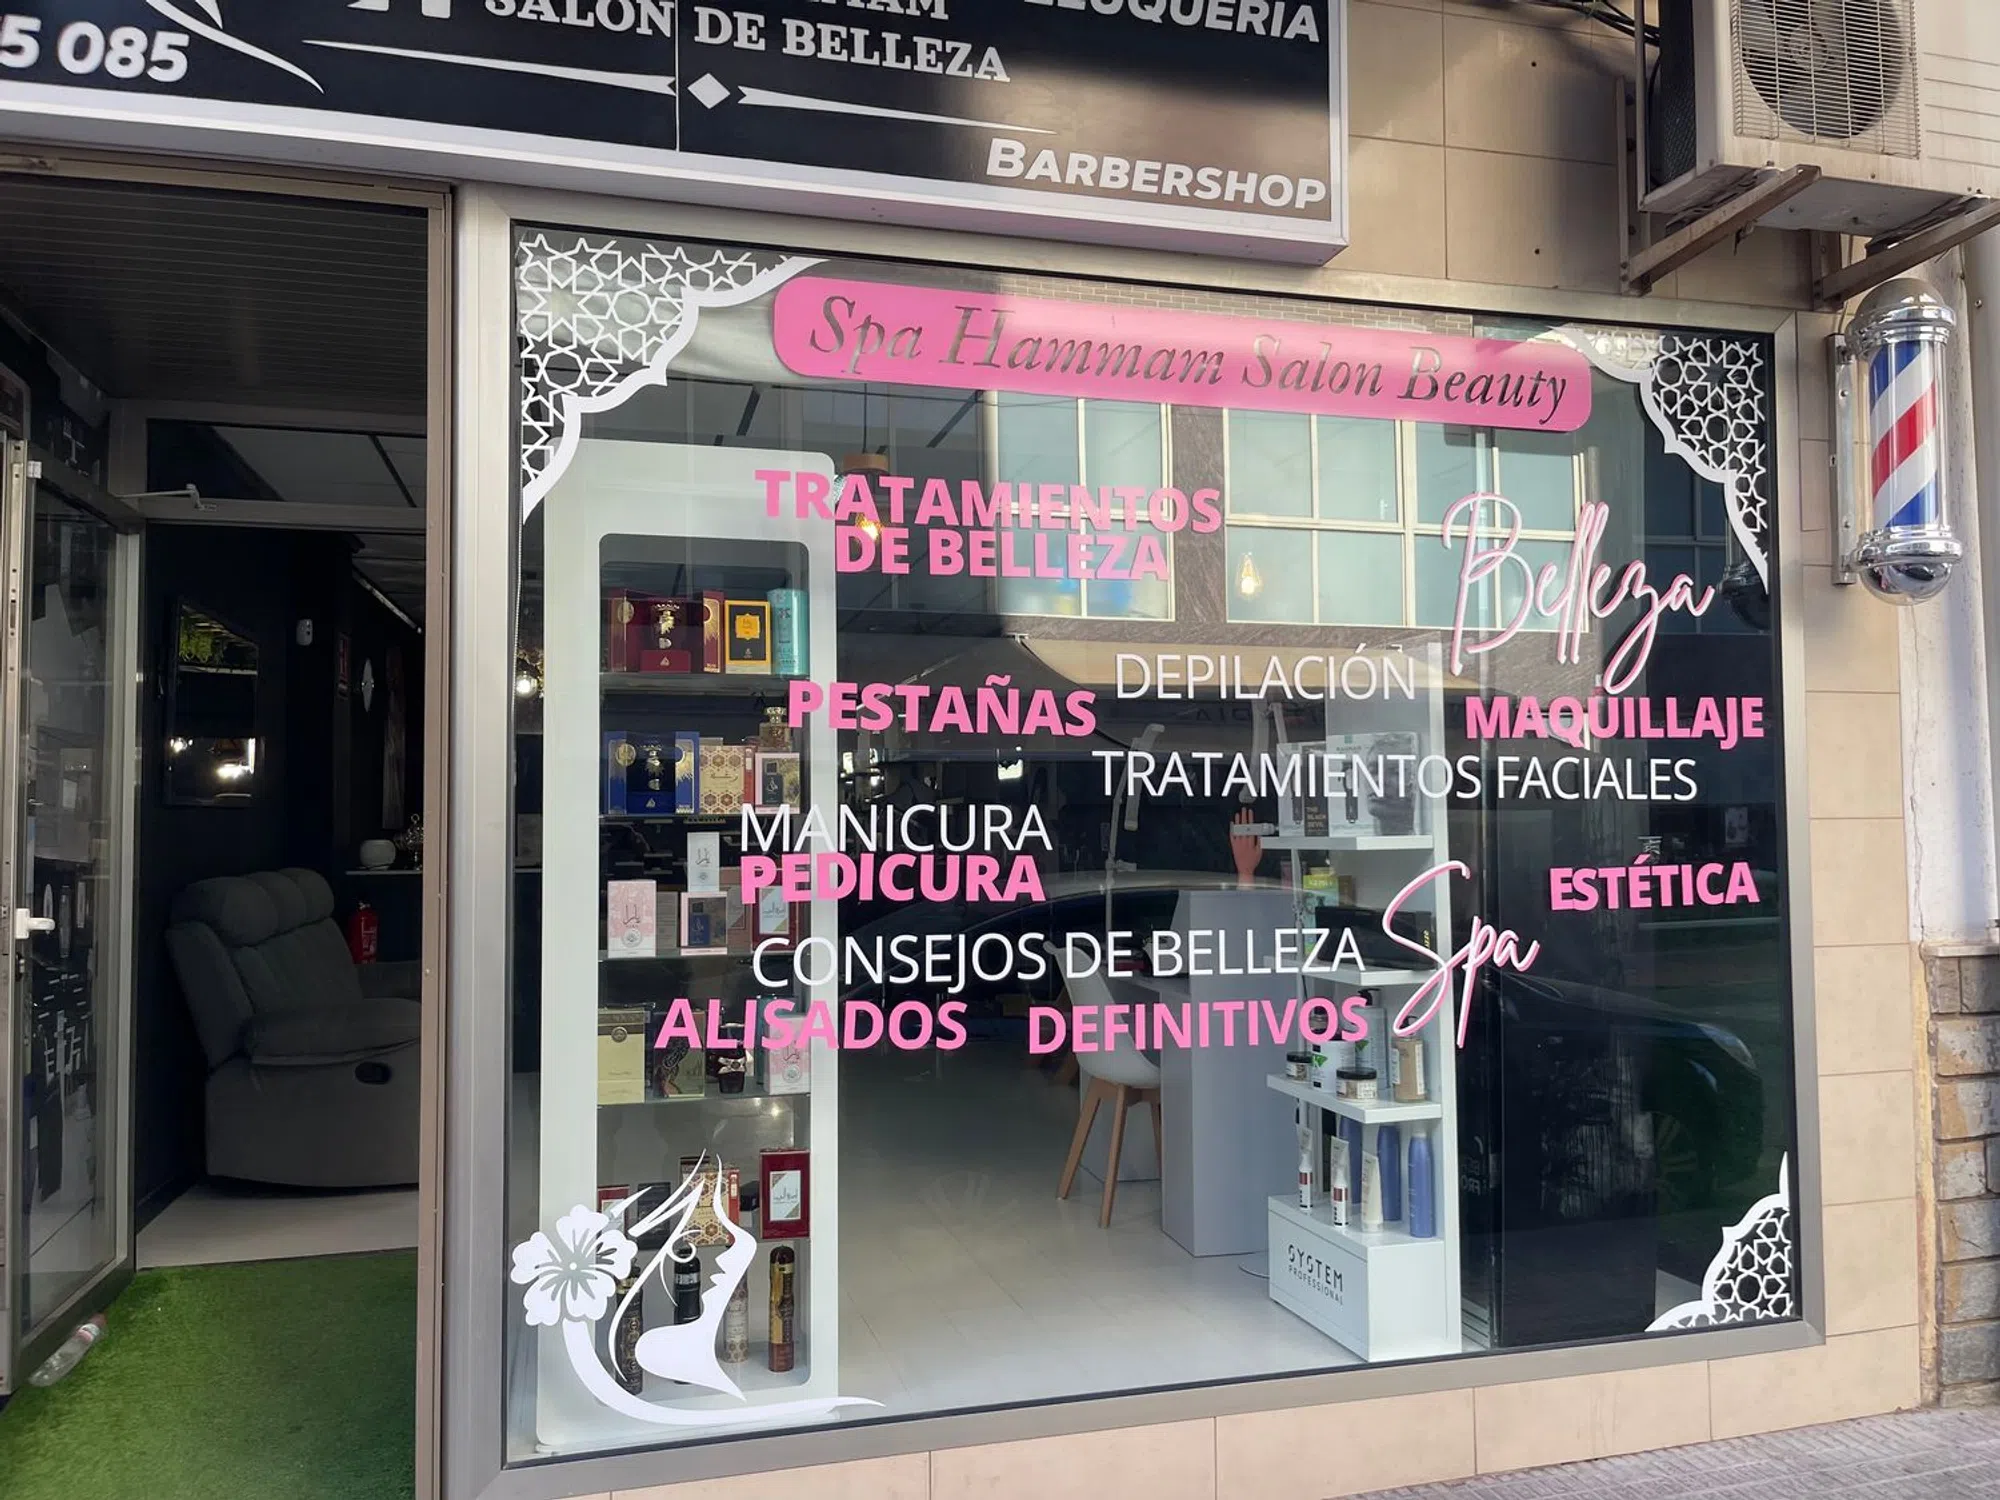 5 085
SALON DE BELLEZA
BARBERSHOP
Spa Hammam Salon Beauty
TRATAMIENTOS
DE BELLEZA
Belleza
DEPILACIÓN
PESTAÑAS
MAQUILLAJE
TRATAMIENTOS FACIALES
MANICURA
PEDICURA
ESTÉTICA
CONSEJOS DE BELLEZA
Spa
ALISADOS DEFINITIVOS
SYSTEM
PROFESSIONAL